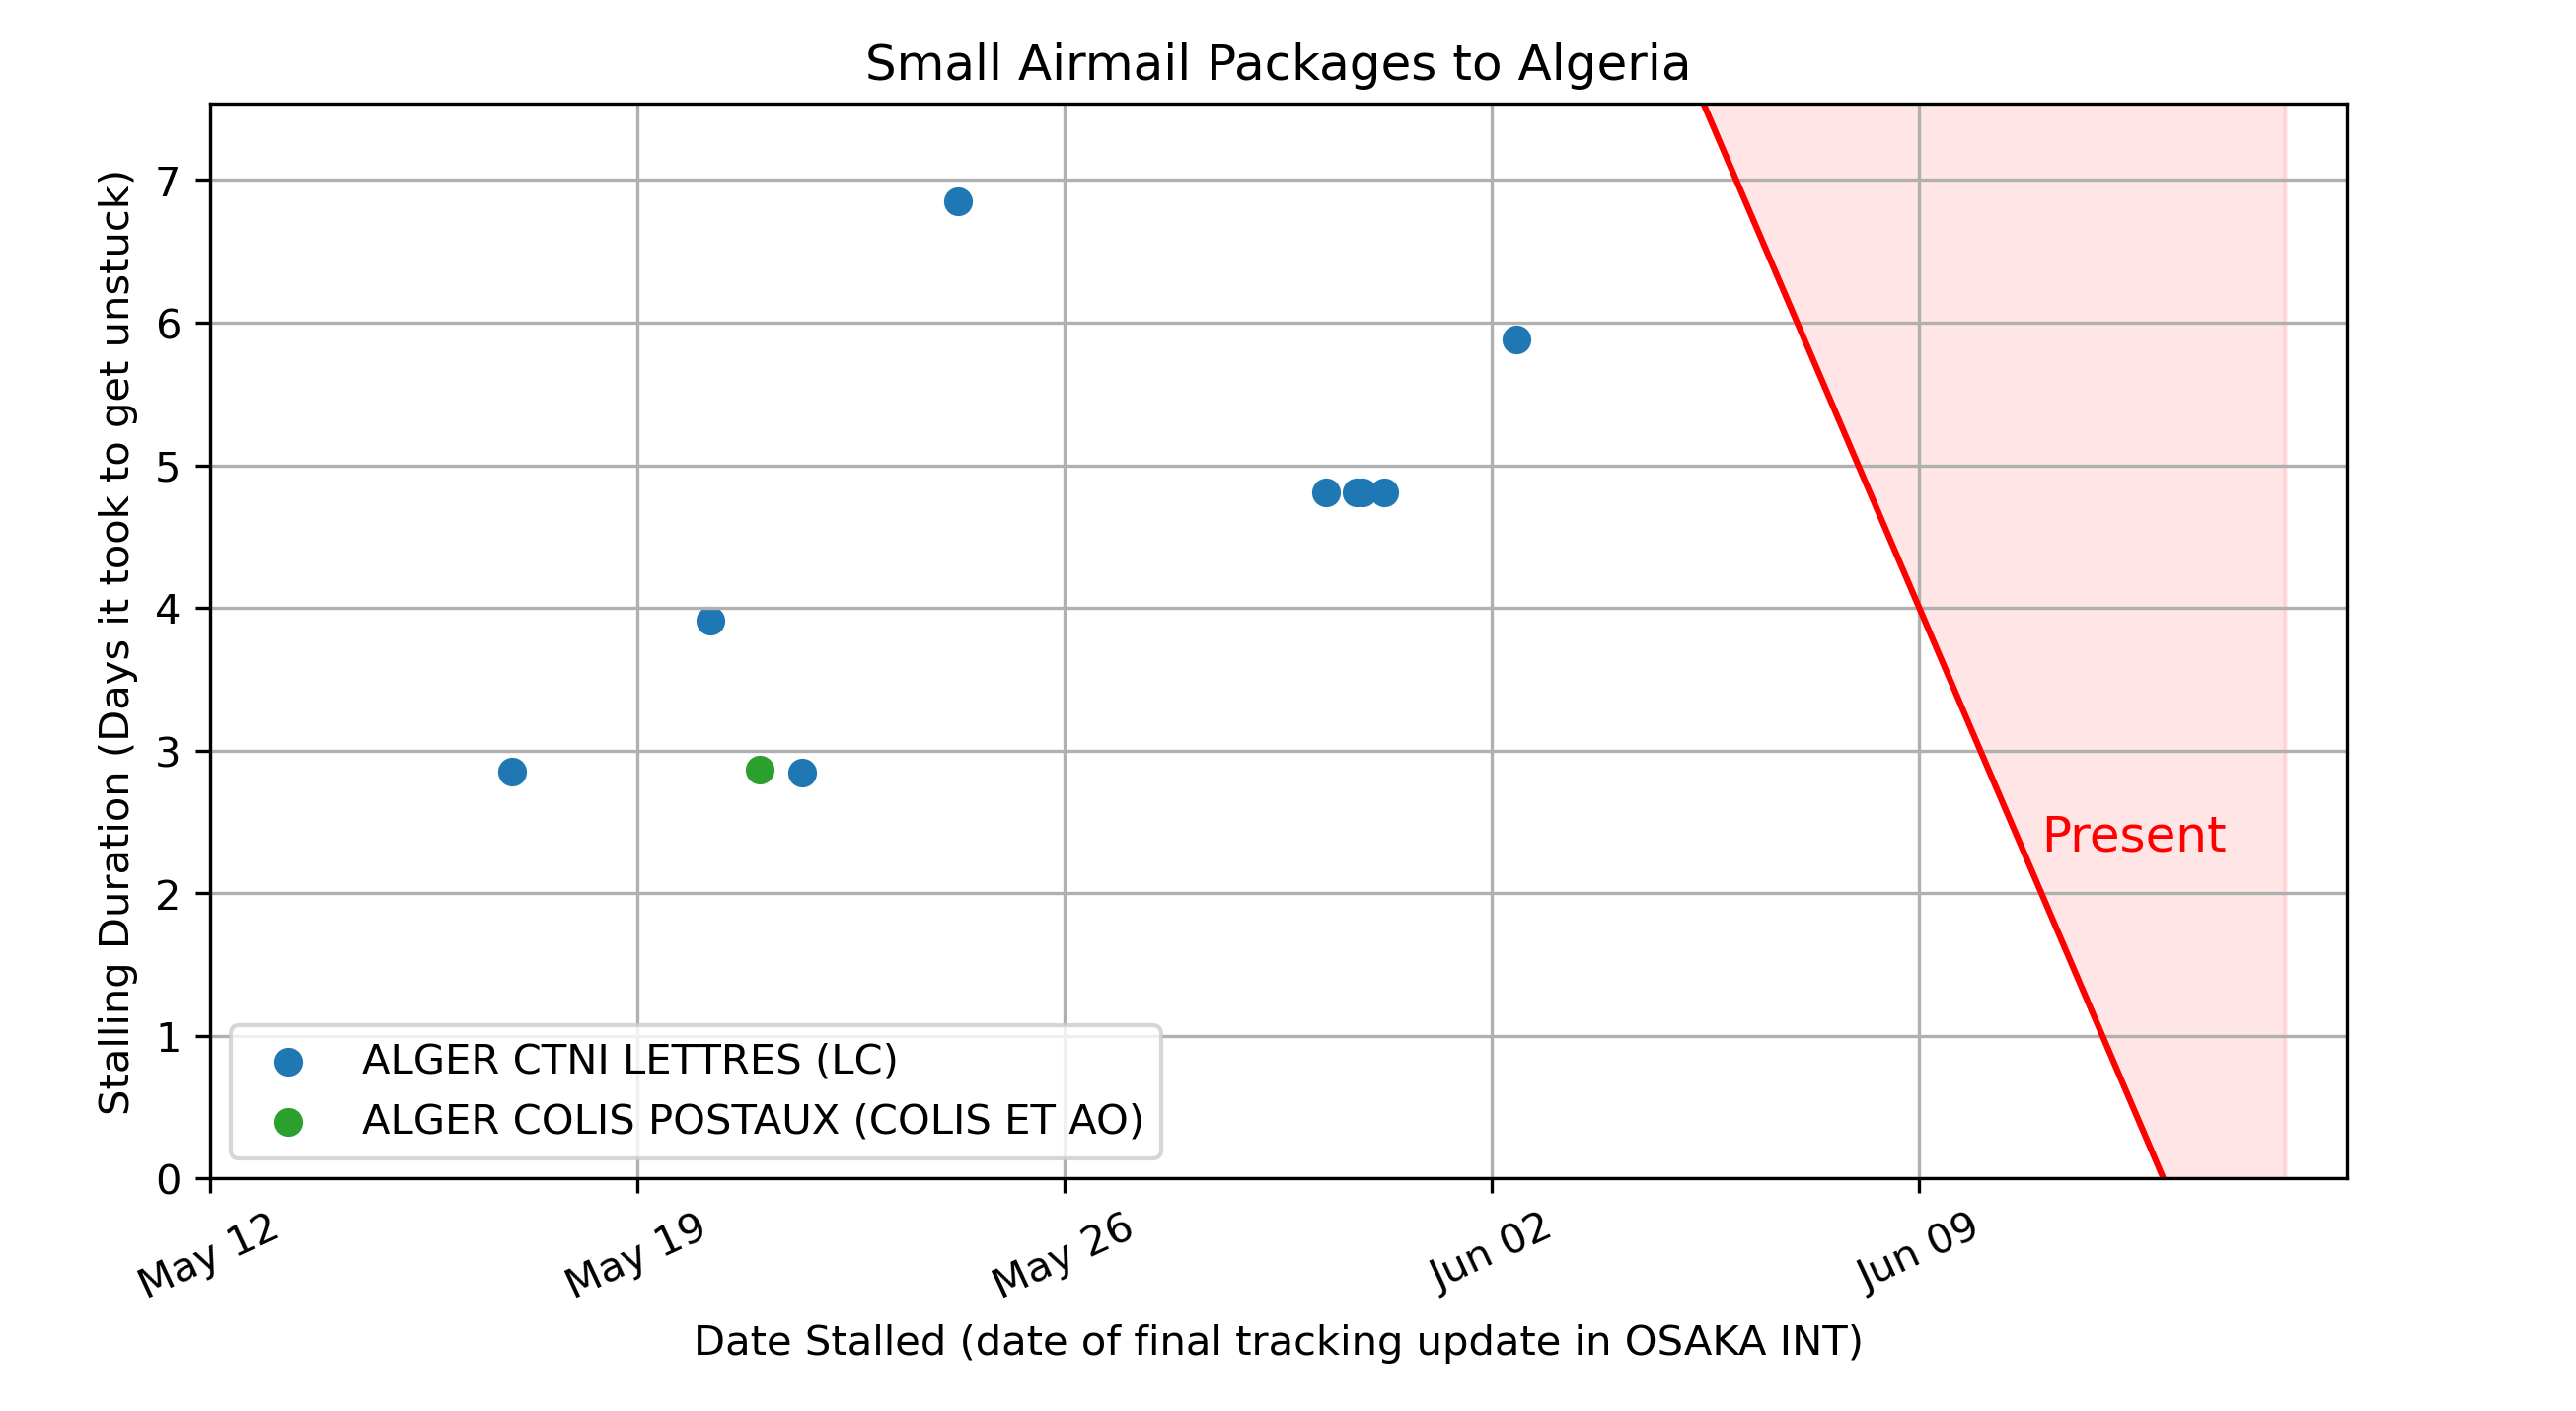 Small Airmail Packages to Algeria
Stalling Duration (Days it took to get unstuck)
7
6
5
4
3
2
1
0
Present
ALGER CTNI LETTRES (LC)
ALGER COLIS POSTAUX (COLIS ET AO)
May 12
May 19
May 26
Jun 02
Jun 09
Date Stalled (date of final tracking update in OSAKA INT)